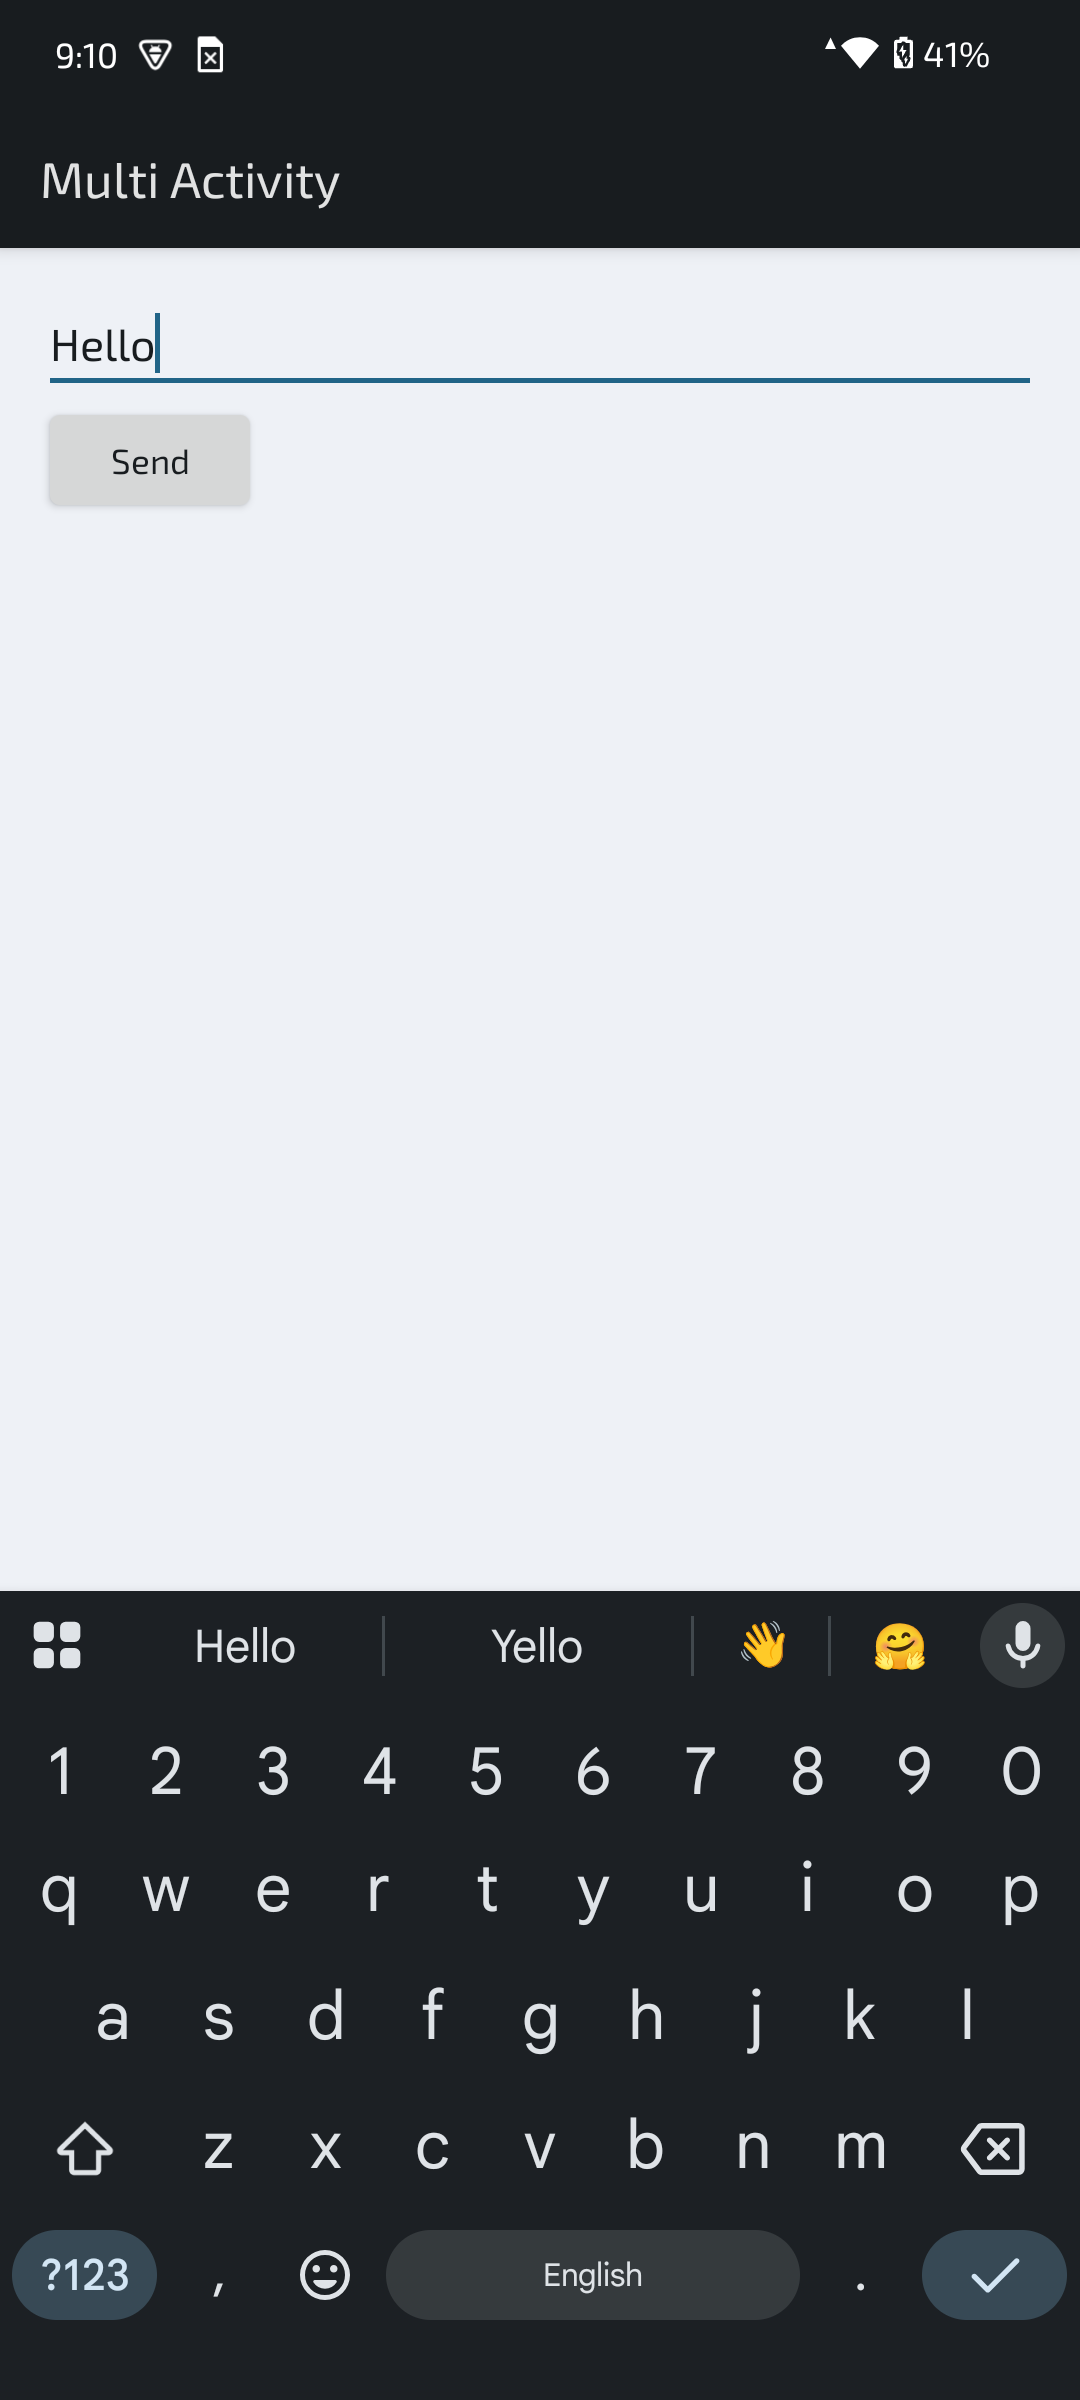 9:10 41%
Multi Activity
Hello
Send
Hello Yello 👋 🤗
1 2 3 4 5 6 7 8 9 0
q w e r t y u i o p
a s d f g h j k l
z x c v b n m
?123 , English .